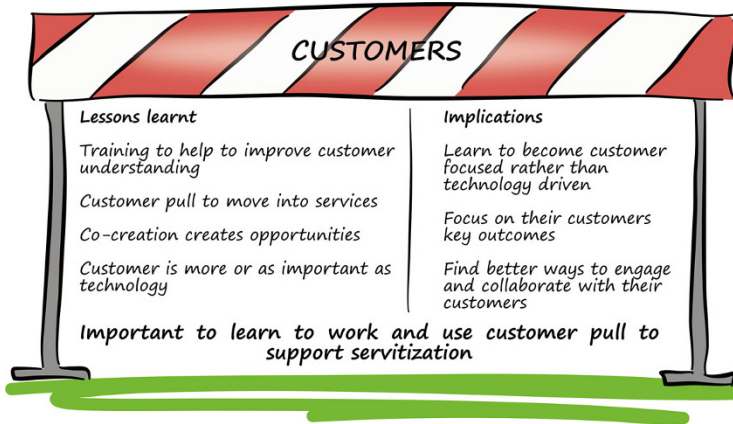 CUSTOMERS
Lessons learnt
Training to help to improve customer
understanding
Customer pull to move into services
Co-creation creates opportunities
Customer is more or as important as
technology
Implications
Learn to become customer
focused rather than
technology driven
Focus on their customers
key outcomes
Find better ways to engage
and collaborate with their
customers
Important to learn to work and use customer pull to
support servitization